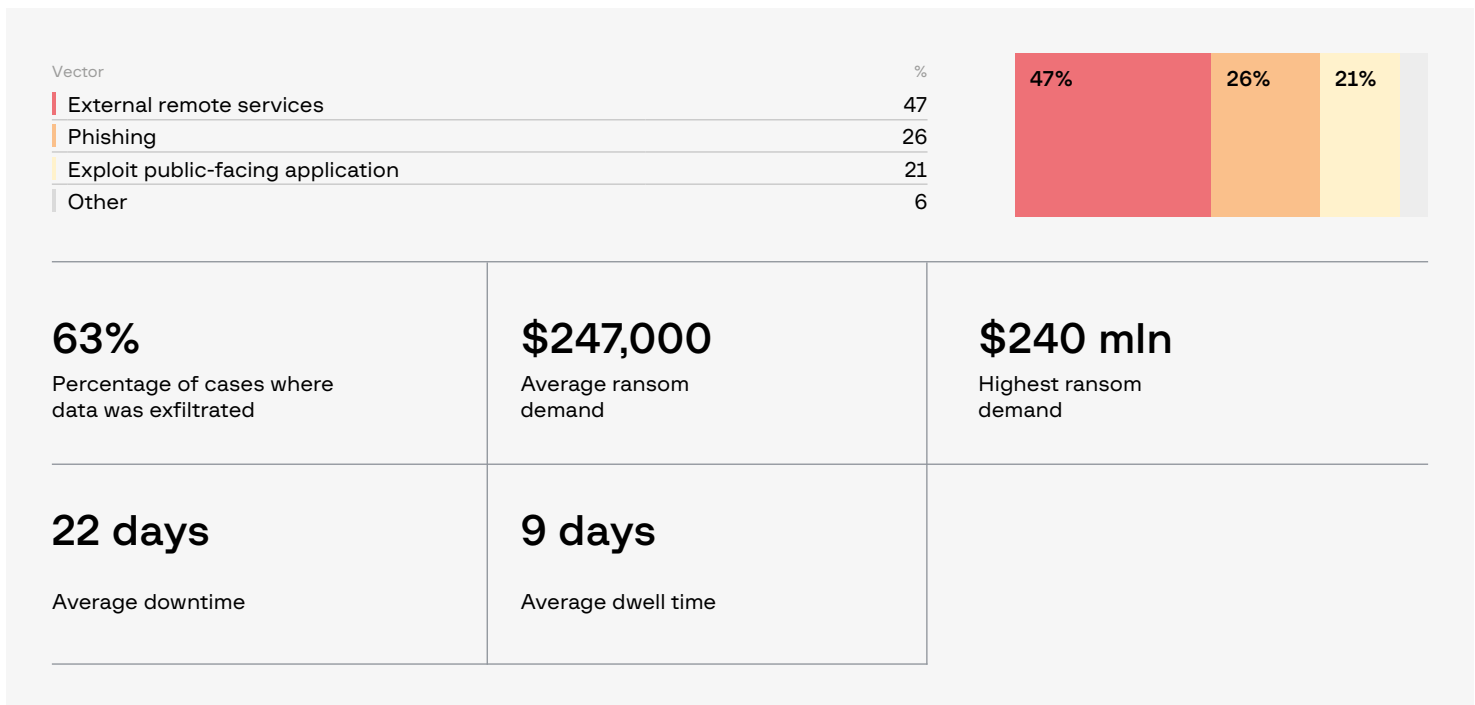 Vector %
External remote services 47
Phishing 26
Exploit public-facing application 21
Other 6
47% 26% 21%
63%
Percentage of cases where
data was exfiltrated
$247,000
Average ransom
demand
$240 mln
Highest ransom
demand
22 days
Average downtime
9 days
Average dwell time